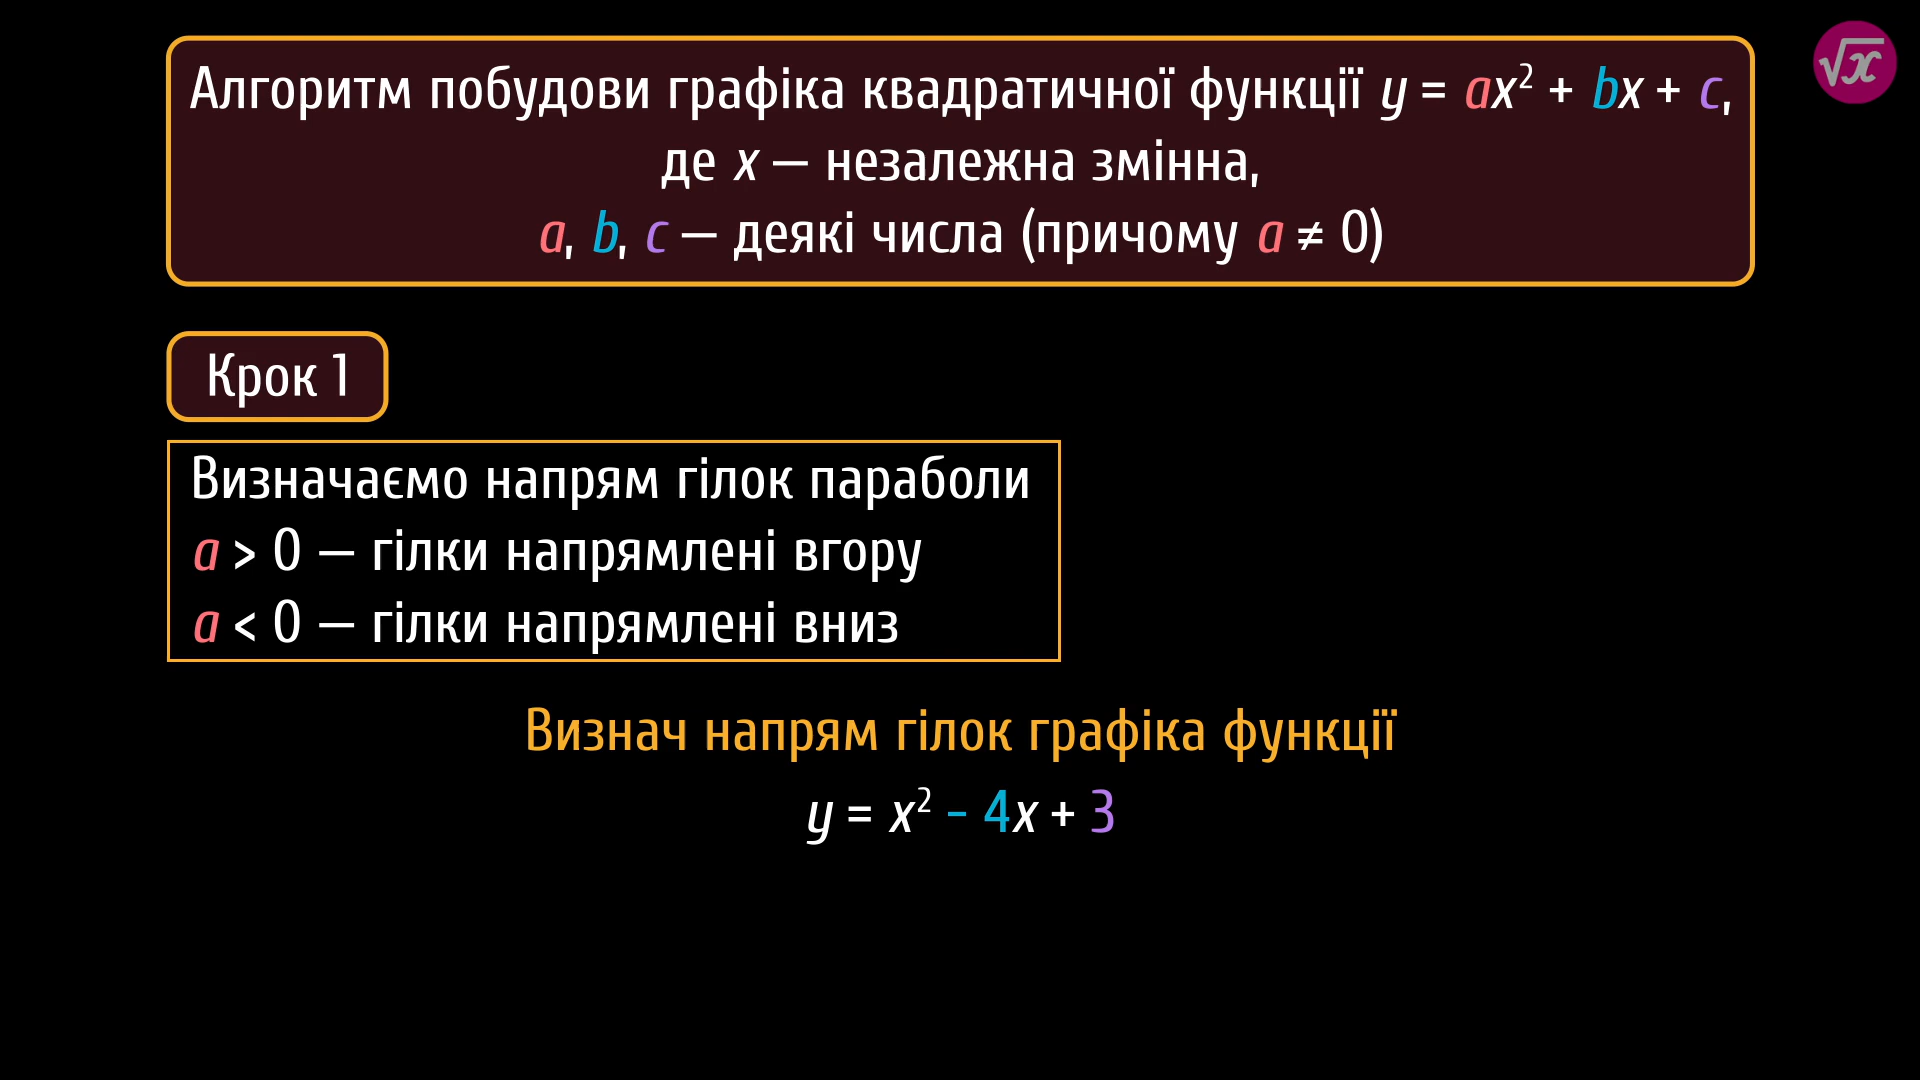 Алгоритм побудови графіка квадратичної функції y = ax² + bx + c,
де x — незалежна змінна,
a, b, c — деякі числа (причому a ≠ 0)
√x
Крок 1
Визначаємо напрям гілок параболи
a > 0 — гілки напрямлені вгору
a < 0 — гілки напрямлені вниз
Визнач напрям гілок графіка функції
y = x² - 4x + 3